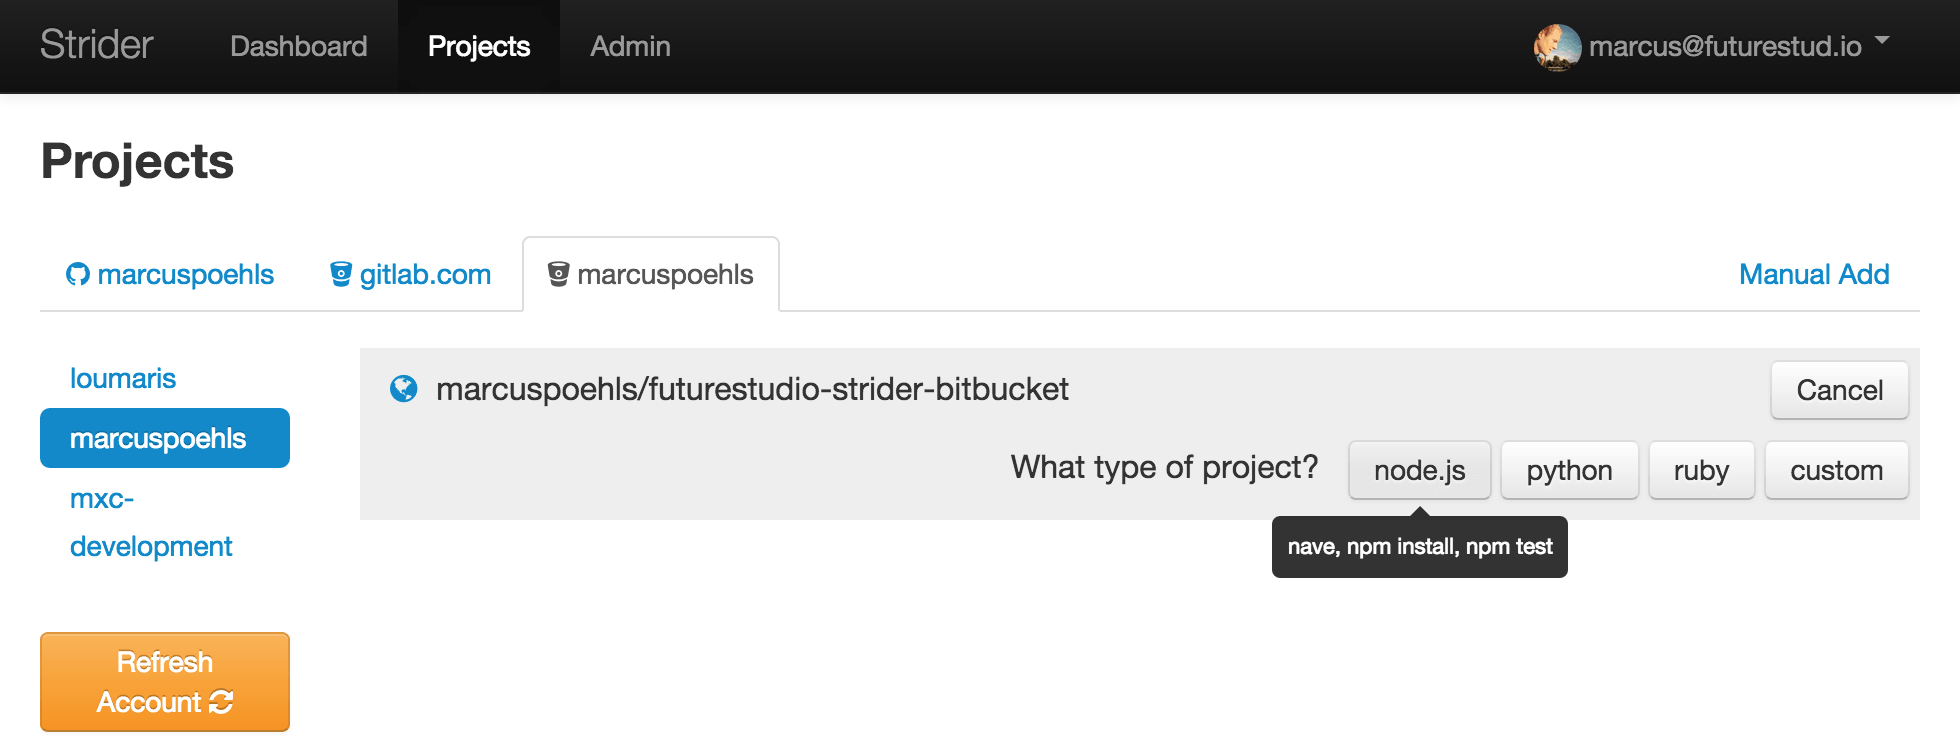 Strider Dashboard Projects Admin marcus@futurestud.io
Projects
marcuspoehls gitlab.com marcuspoehls Manual Add
loumaris
marcuspoehls
mxc-
development
Refresh
Account
marcuspoehls/futurestudio-strider-bitbucket Cancel
What type of project? node.js python ruby custom
nave, npm install, npm test